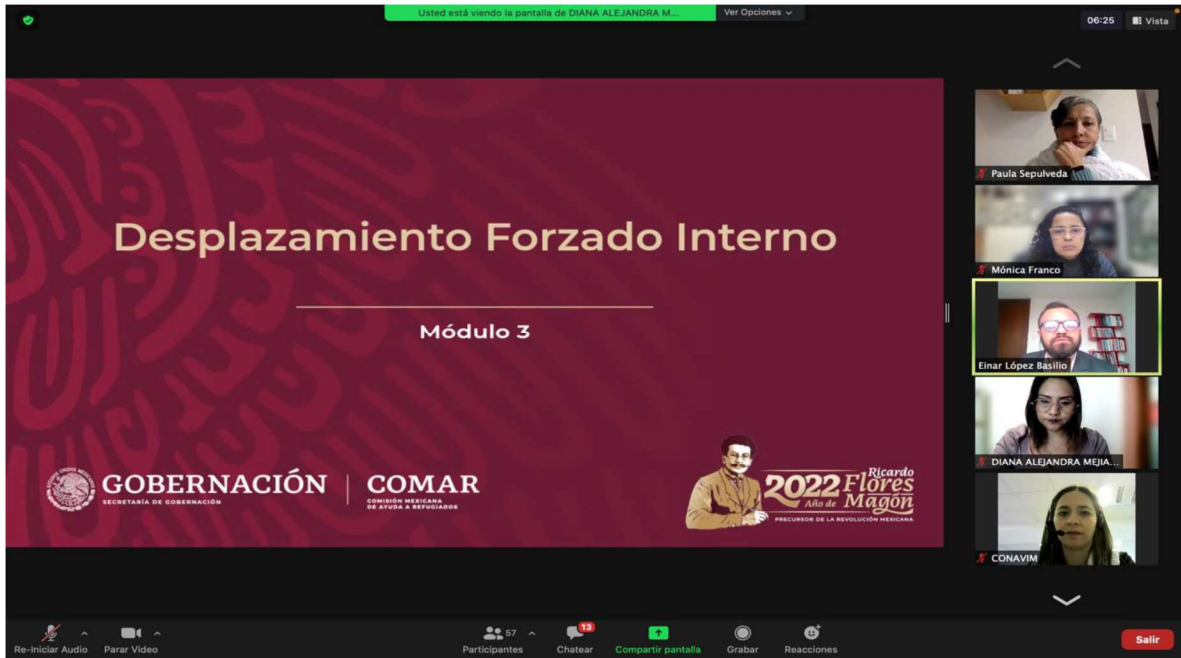 Usted está viendo la pantalla de DIANA ALEJANDRA M...
Ver Opciones
06:25
Vista
Desplazamiento Forzado Interno
Módulo 3
GOBERNACIÓN
SECRETARÍA DE GOBERNACIÓN
COMAR
COMISIÓN MEXICANA
DE AYUDA A REFUGIADOS
2022 Ricardo
Flores
Año de Magón
PRECURSOR DE LA REVOLUCIÓN MEXICANA
Paula Sepulveda
Mónica Franco
Einar López Basilio
DIANA ALEJANDRA MEJIA...
CONAVIM
Re-Iniciar Audio
Parar Video
57
Participantes
13
Chatear
Compartir pantalla
Grabar
Reacciones
Salir